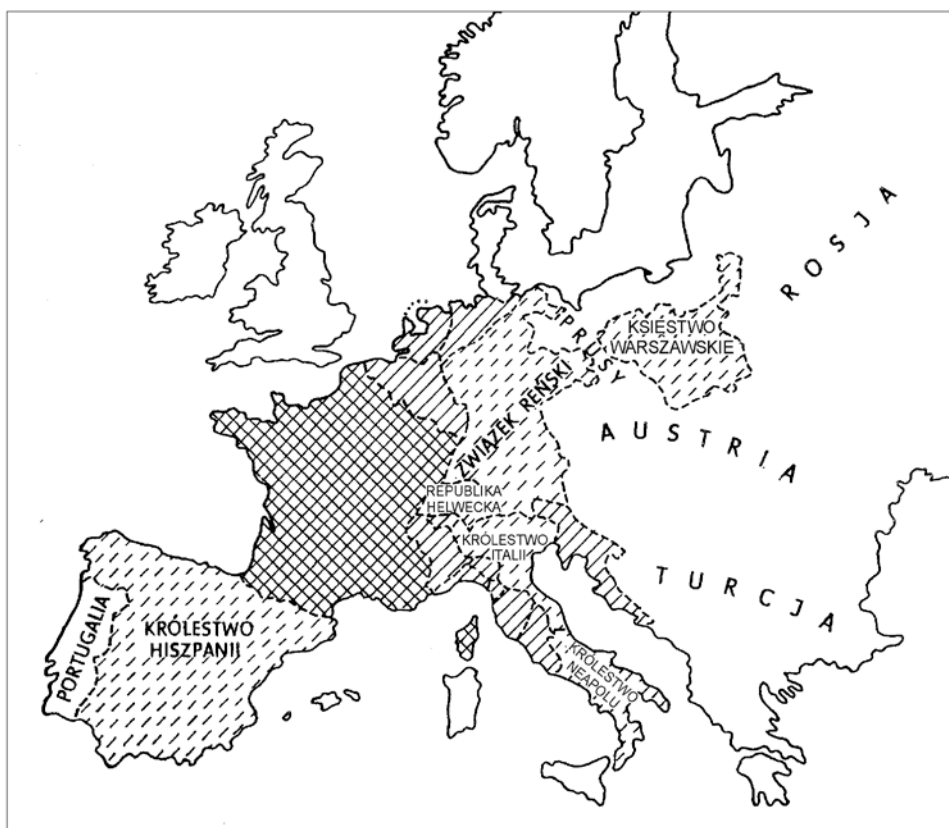 ROSJA
KSIĘSTWO
WARSZAWSKIE
PRUSY
ZWIĄZEK REŃSKI
AUSTRIA
REPUBLIKA
HELWECKA
KRÓLESTWO
ITALII
TURCJA
PORTUGALIA
KRÓLESTWO
HISZPANII
KRÓLESTWO
NEAPOLU